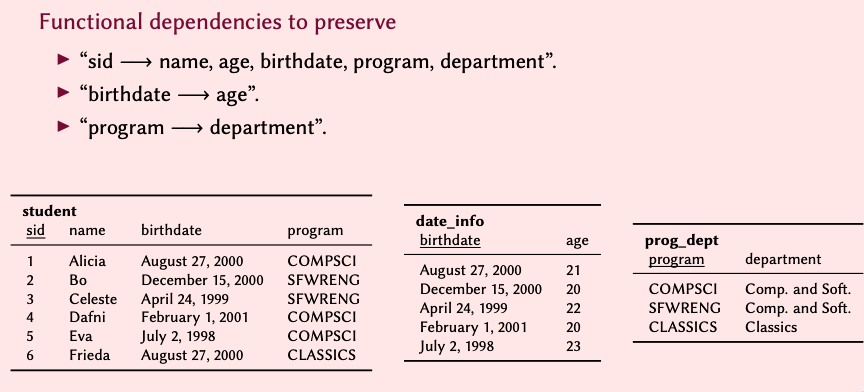 Functional dependencies to preserve
▶ “sid ⟶ name, age, birthdate, program, department”.
▶ “birthdate ⟶ age”.
▶ “program ⟶ department”.
student
sid name birthdate program
1 Alicia August 27, 2000 COMPSCI
2 Bo December 15, 2000 SFWRENG
3 Celeste April 24, 1999 SFWRENG
4 Dafni February 1, 2001 COMPSCI
5 Eva July 2, 1998 COMPSCI
6 Frieda August 27, 2000 CLASSICS
date_info
birthdate age
August 27, 2000 21
December 15, 2000 20
April 24, 1999 22
February 1, 2001 20
July 2, 1998 23
prog_dept
program department
COMPSCI Comp. and Soft.
SFWRENG Comp. and Soft.
CLASSICS Classics